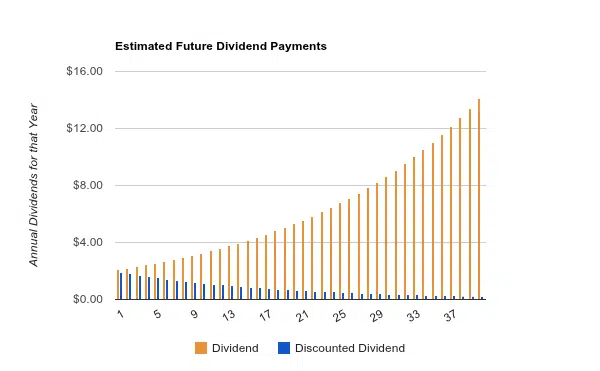 Estimated Future Dividend Payments
$16.00
$12.00
$8.00
$4.00
$0.00
Annual Dividends for that Year
1 5 9 13 17 21 25 29 33 37
Dividend Discounted Dividend